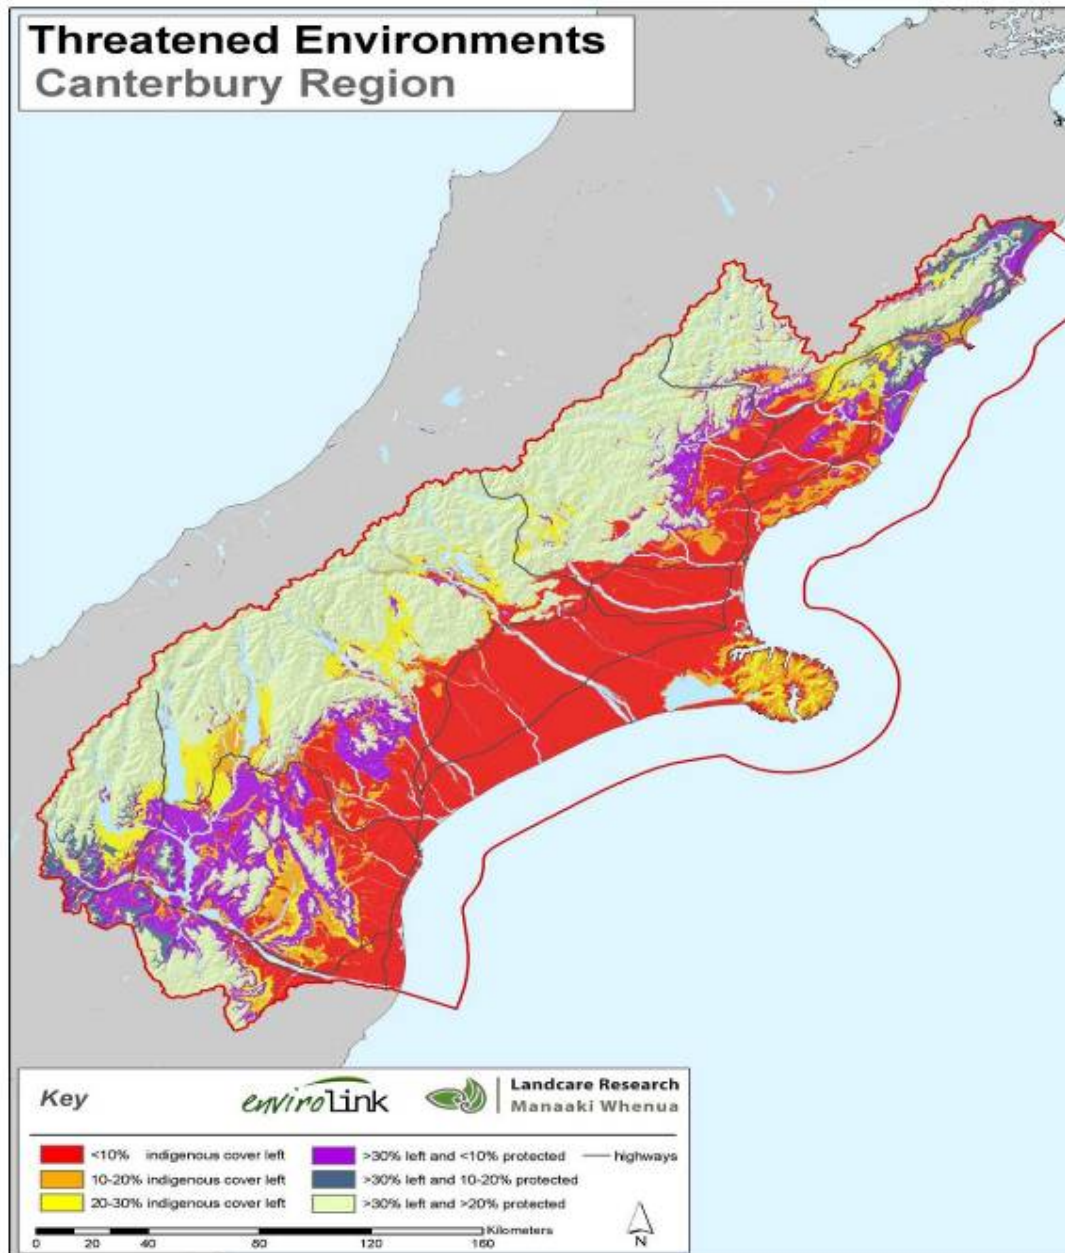 Threatened Environments
Canterbury Region
Key
envirolink
Landcare Research
Manaaki Whenua
<10% indigenous cover left
>30% left and <10% protected
highways
10-20% indigenous cover left
>30% left and 10-20% protected
20-30% indigenous cover left
>30% left and >20% protected
Kilometers
0 20 40 80 120 160
N